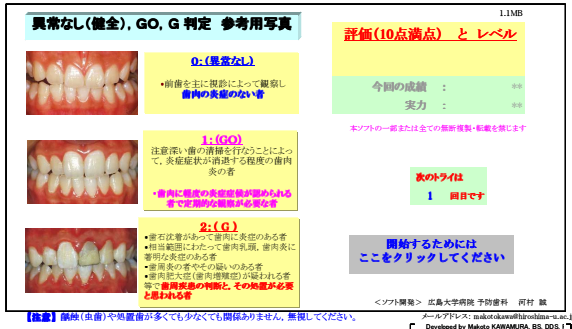 1.1MB
異常なし(健全), GO, G 判定 参考用写真
0:(異常なし)
•前歯を主に視診によって観察し
歯肉の炎症のない者
1:(GO)
注意深い歯の清掃を行なうことによっ
て, 炎症症状が消退する程度の歯肉
炎の者
•歯肉に軽度の炎症症候が認められる
者で定期的な観察が必要な者
2:( G )
•歯石沈着があって歯肉に炎症のある者
•相当範囲にわたって歯肉乳頭, 歯肉炎に
著明な炎症のある者
•歯周炎の者やその疑いのある者
•歯肉肥大症(歯肉増殖症)が疑われる者
等で歯周疾患の判断と, その処置が必要
と思われる者
【注意】 齲蝕(虫歯)や処置歯が多くても少なくても関係ありません, 無視してください。
評価(10点満点) と レベル
今回の成績 : **
実力 : **
本ソフトの一部または全ての無断複製・転載を禁じます
次のトライは
1 回目です
開始するためには
ここをクリックしてください
<ソフト開発> 広島大学病院 予防歯科 河村 誠
メールアドレス: makotokawa@hiroshima-u.ac.j
Developed by Makoto KAWAMURA, BS, DDS,